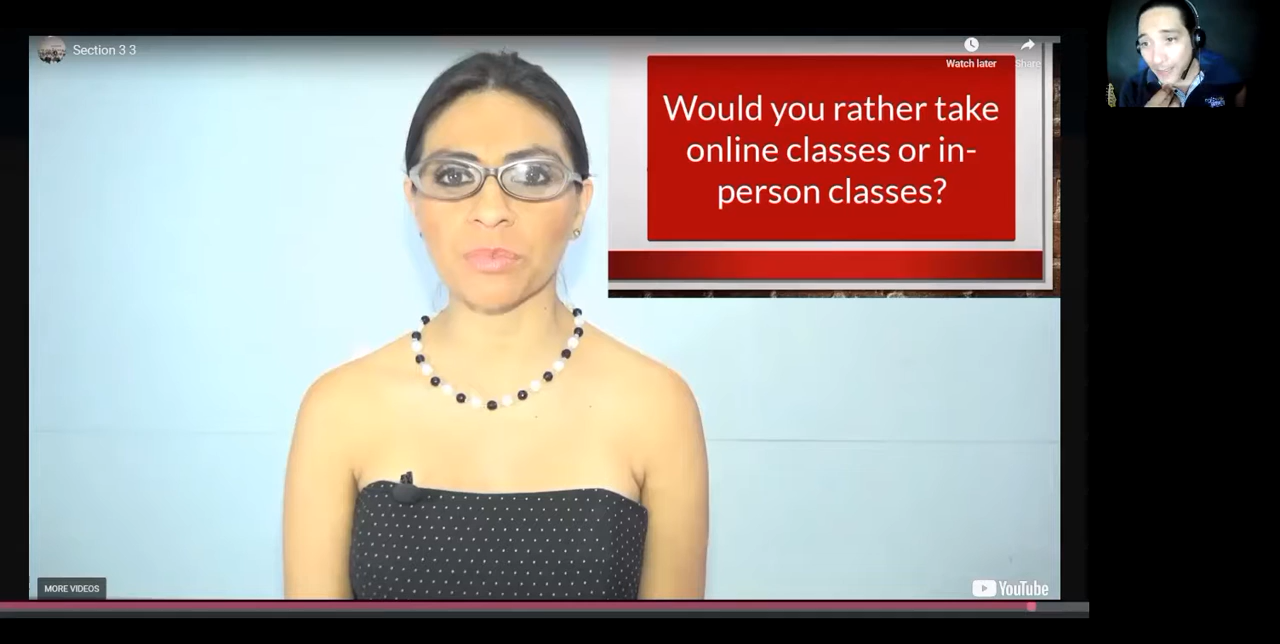 Section 3 3
Watch later
Share
Would you rather take
online classes or in-
person classes?
MORE VIDEOS
YouTube